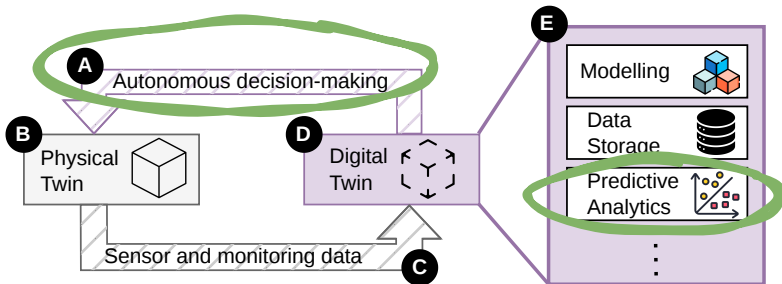 A
Autonomous decision-making
B
Physical
Twin
D
Digital
Twin
Sensor and monitoring data
C
E
Modelling
Data
Storage
Predictive
Analytics